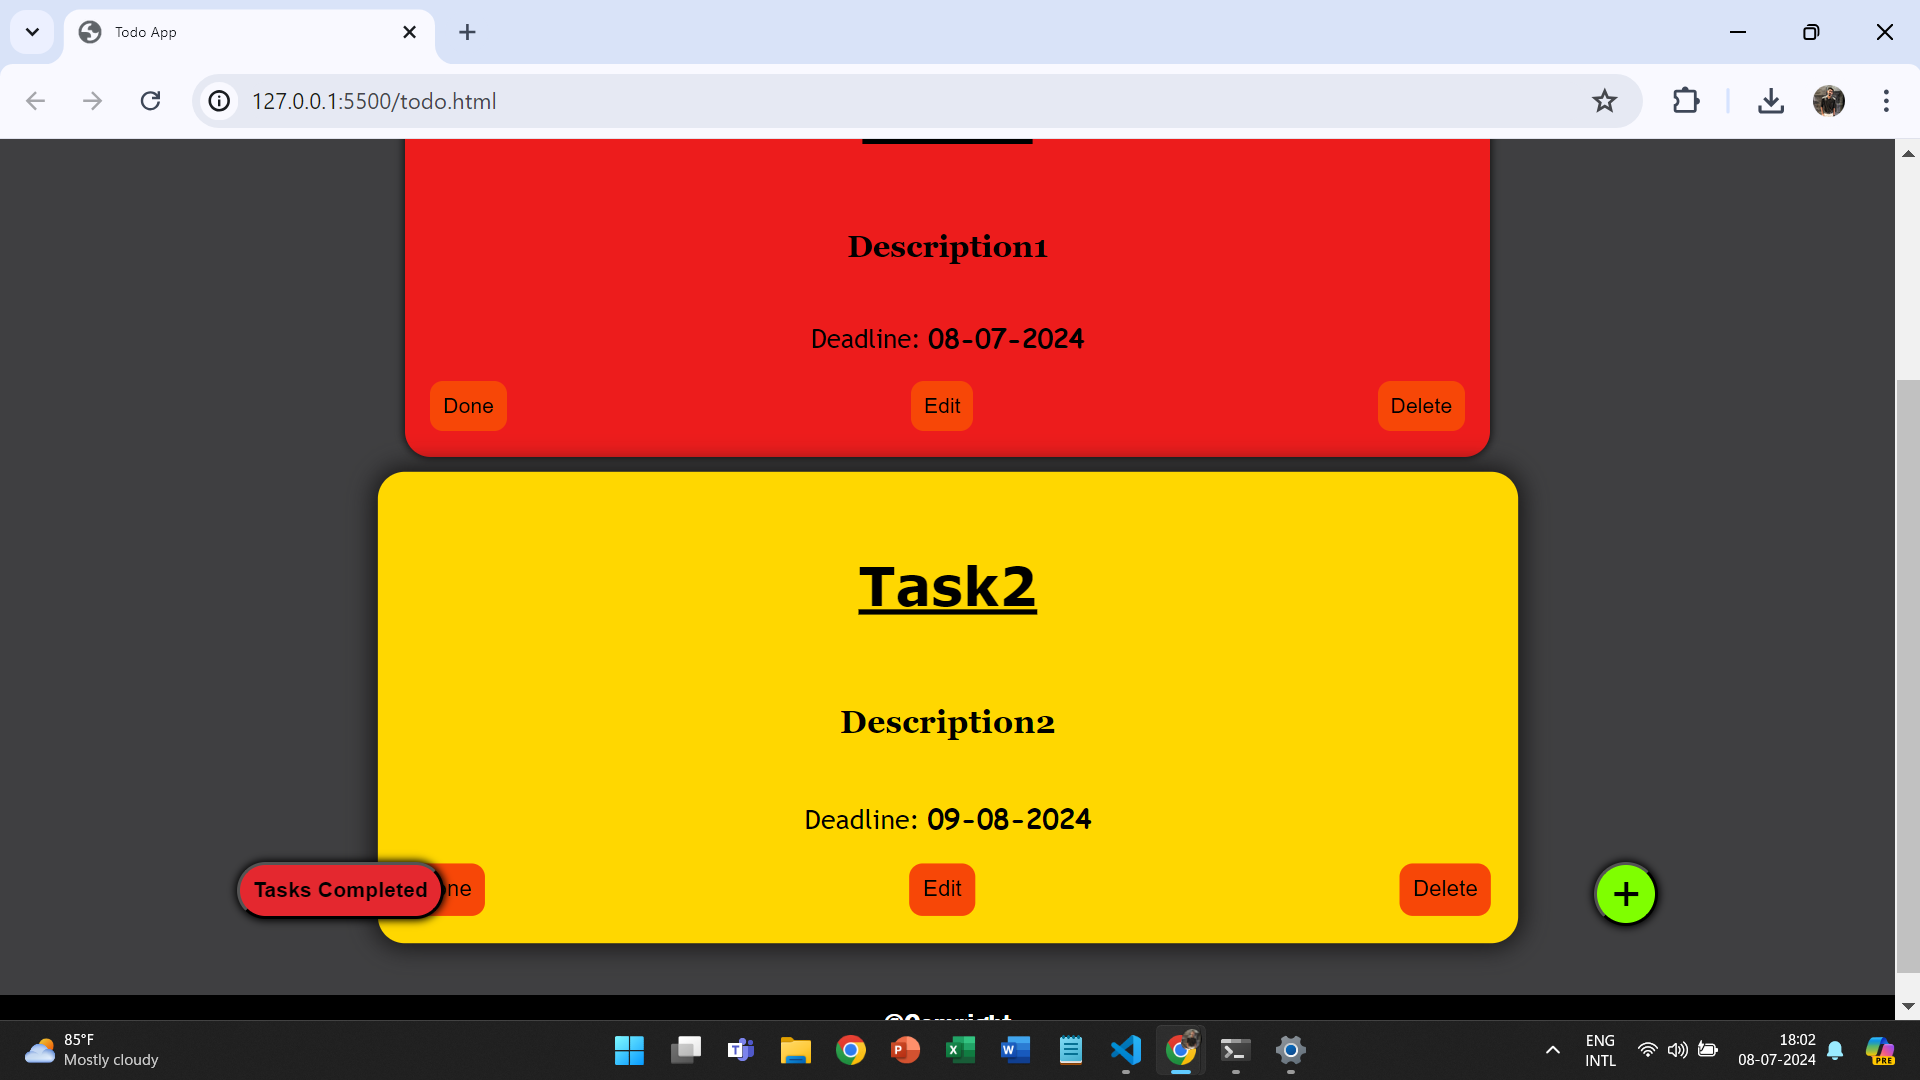 Todo App
127.0.0.1:5500/todo.html
Description1
Deadline: 08-07-2024
Done Edit Delete
Task2
Description2
Deadline: 09-08-2024
Tasks Completed ne Edit Delete +
85°F
Mostly cloudy
ENG
INTL
18:02
08-07-2024
PRE